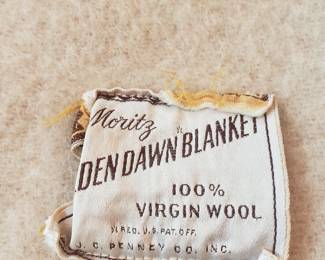 Moritz
DEN DAWN BLANKET
100%
VIRGIN WOOL
REG. U.S. PAT. OFF.
J. C. PENNEY CO. INC.